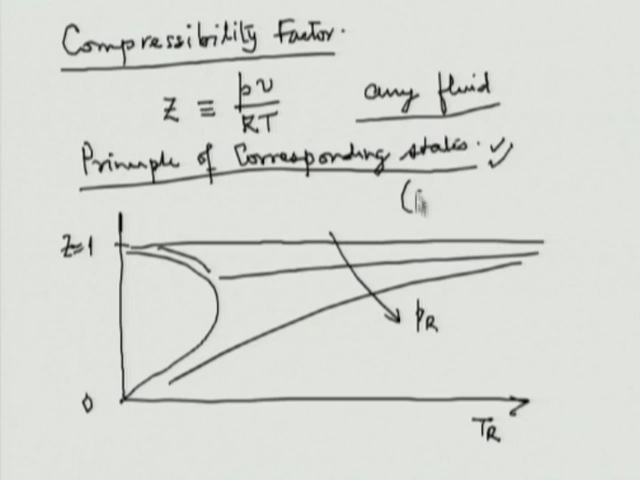 Compressibility Factor.
Z ≡ pv/RT any fluid
Principle of Corresponding states.
(
Z=1
pR
0
TR